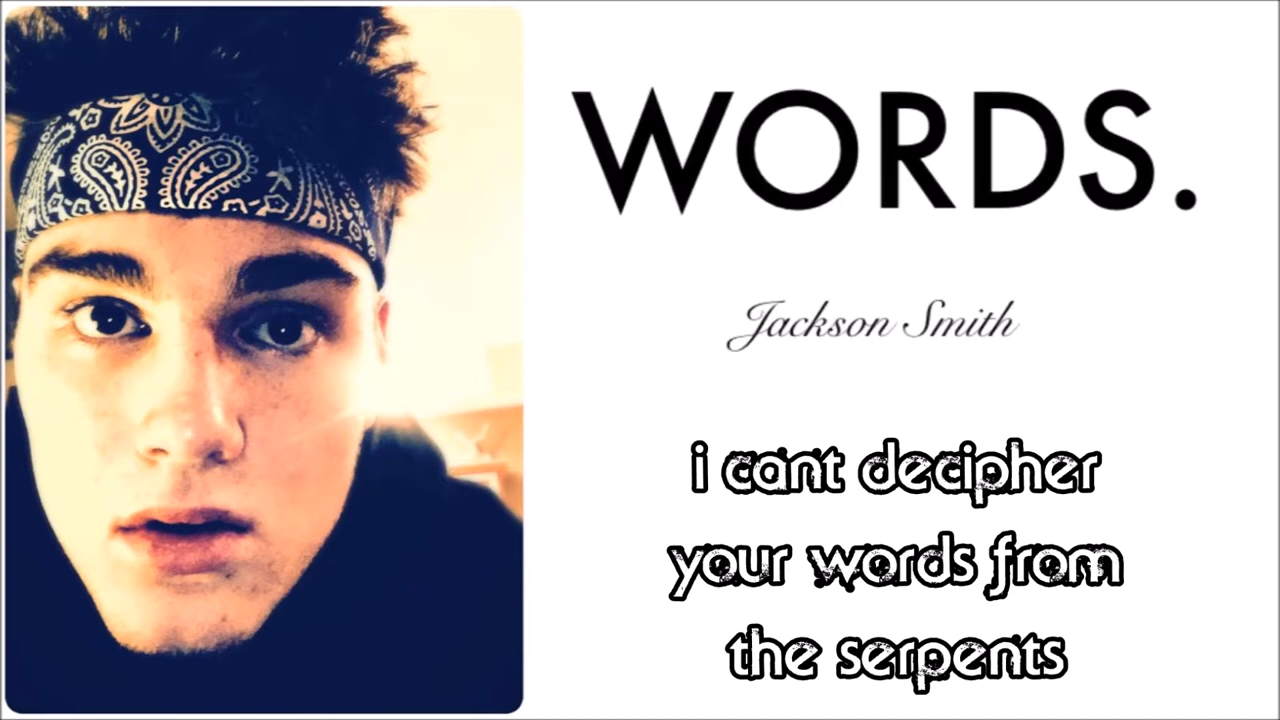 WORDS.
Jackson Smith
i cant decipher
your words from
the serpents